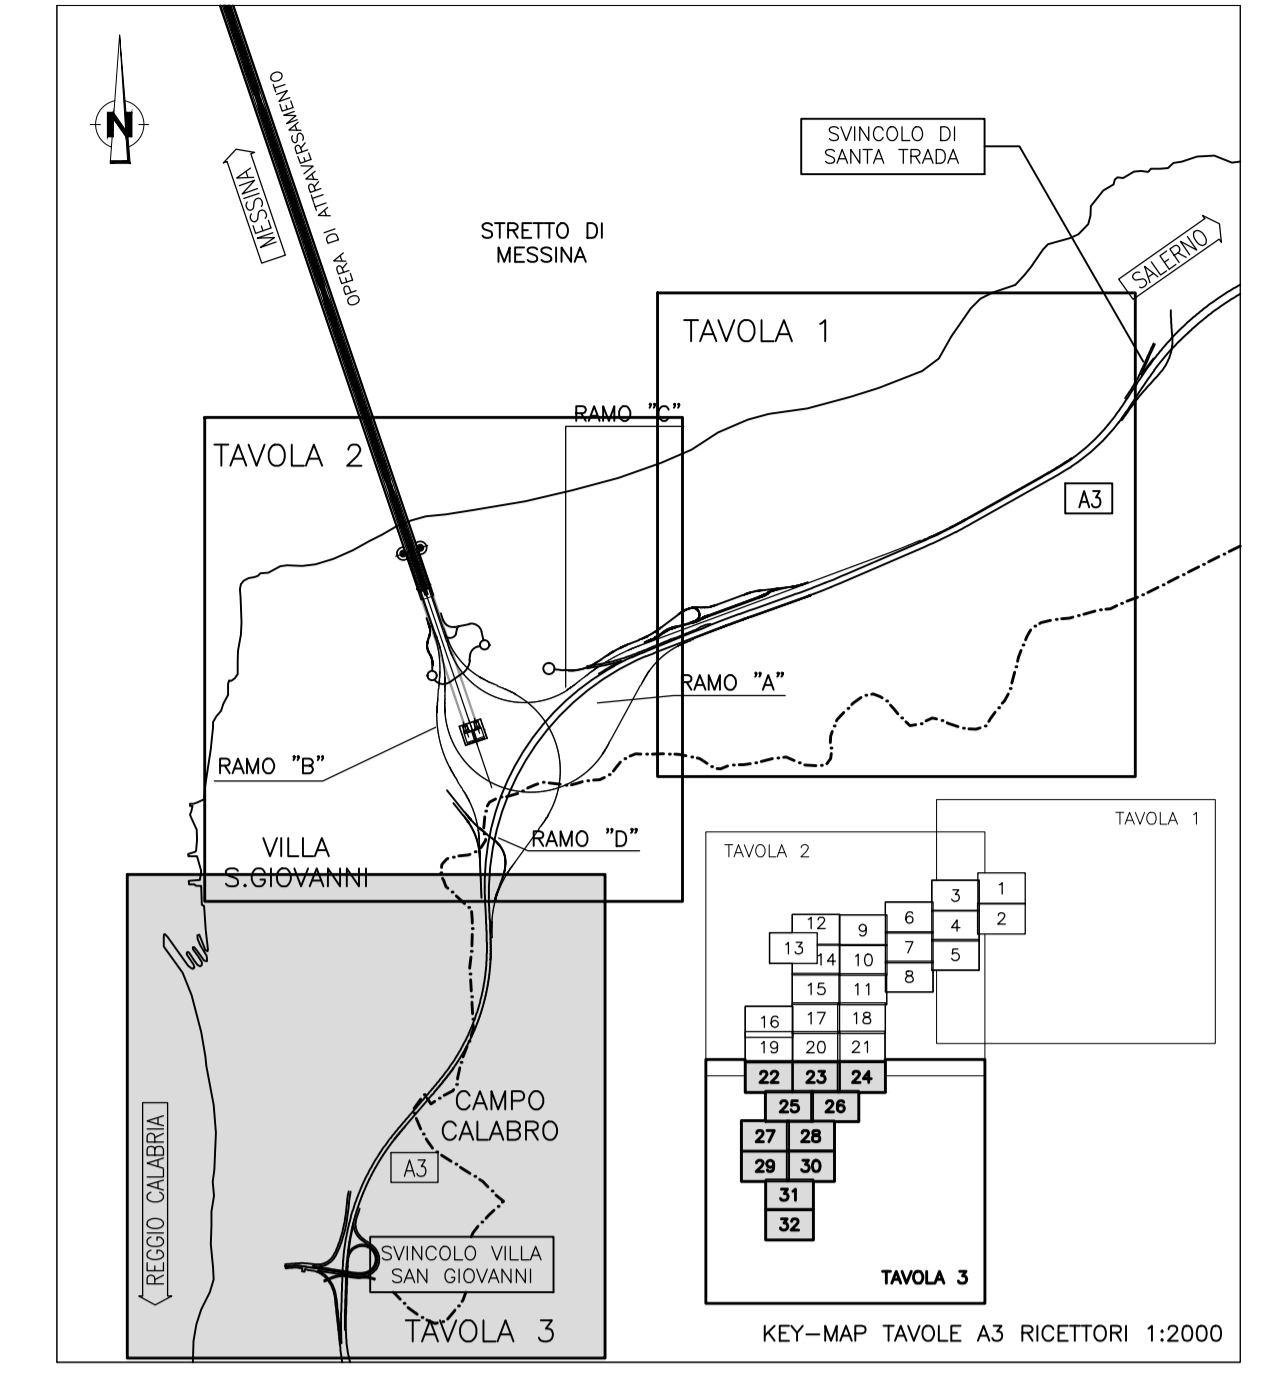 N
MESSINA
OPERA DI ATTRAVERSAMENTO
STRETTO DI
MESSINA
SVINCOLO DI
SANTA TRADA
SALERNO
TAVOLA 1
RAMO "C"
TAVOLA 2
A3
RAMO "A"
RAMO "B"
RAMO "D"
VILLA
S.GIOVANNI
CAMPO
CALABRO
A3
REGGIO CALABRIA
SVINCOLO VILLA
SAN GIOVANNI
TAVOLA 3
TAVOLA 1
TAVOLA 2
1
3
2
4
6
5
7
12
9
13
14
10
8
15
11
16
17
18
19
20
21
22
23
24
25
26
27
28
29
30
31
32
TAVOLA 3
KEY-MAP TAVOLE A3 RICETTORI 1:2000